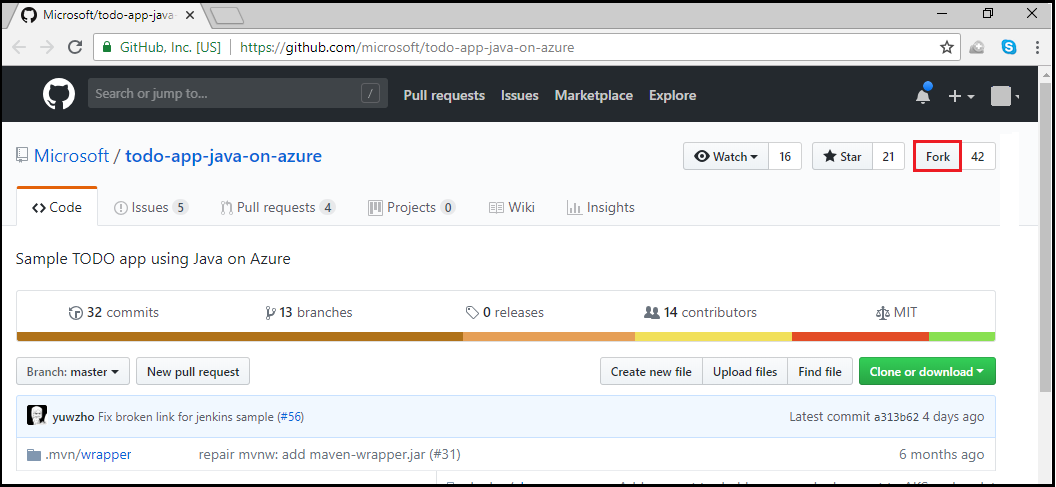 Microsoft/todo-app-java-
GitHub, Inc. [US] https://github.com/microsoft/todo-app-java-on-azure
Search or jump to... / Pull requests Issues Marketplace Explore
Microsoft / todo-app-java-on-azure Watch 16 Star 21 Fork 42
Code Issues 5 Pull requests 4 Projects 0 Wiki Insights
Sample TODO app using Java on Azure
32 commits 13 branches 0 releases 14 contributors MIT
Branch: master New pull request Create new file Upload files Find file Clone or download
yuwzho Fix broken link for jenkins sample (#56) Latest commit a313b62 4 days ago
.mvn/wrapper repair mvnw: add maven-wrapper.jar (#31) 6 months ago